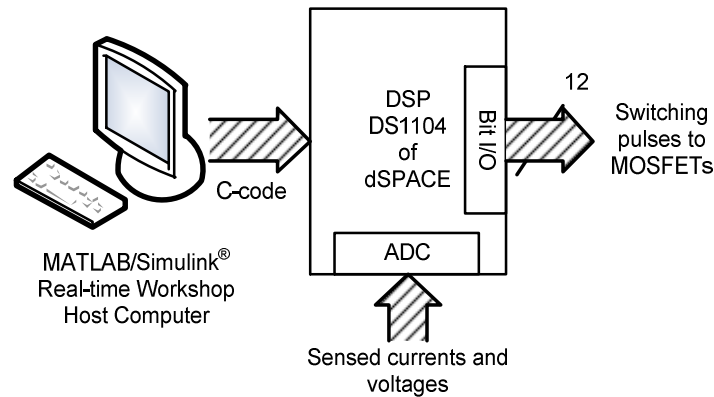 MATLAB/Simulink®
Real-time Workshop
Host Computer
C-code
DSP
DS1104
of
dSPACE
Bit I/O
ADC
12
Switching
pulses to
MOSFETs
Sensed currents and
voltages